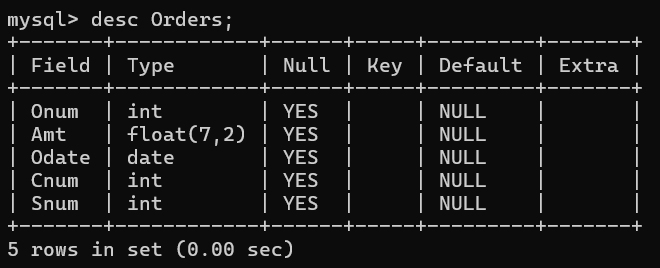 mysql> desc Orders;
+--------+------------+------+-----+---------+-------+
| Field | Type       | Null | Key | Default | Extra |
+--------+------------+------+-----+---------+-------+
| Onum  | int        | YES  |     | NULL    |       |
| Amt   | float(7,2) | YES  |     | NULL    |       |
| Odate | date       | YES  |     | NULL    |       |
| Cnum  | int        | YES  |     | NULL    |       |
| Snum  | int        | YES  |     | NULL    |       |
+--------+------------+------+-----+---------+-------+
5 rows in set (0.00 sec)